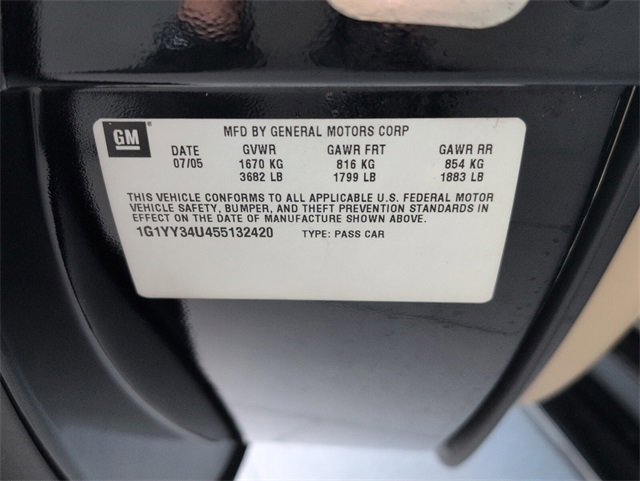 GM
MFD BY GENERAL MOTORS CORP
DATE GVWR GAWR FRT GAWR RR
07/05 1670 KG 816 KG 854 KG
3682 LB 1799 LB 1883 LB
THIS VEHICLE CONFORMS TO ALL APPLICABLE U.S. FEDERAL MOTOR
VEHICLE SAFETY, BUMPER, AND THEFT PREVENTION STANDARDS IN
EFFECT ON THE DATE OF MANUFACTURE SHOWN ABOVE.
1G1YY34U455132420 TYPE: PASS CAR